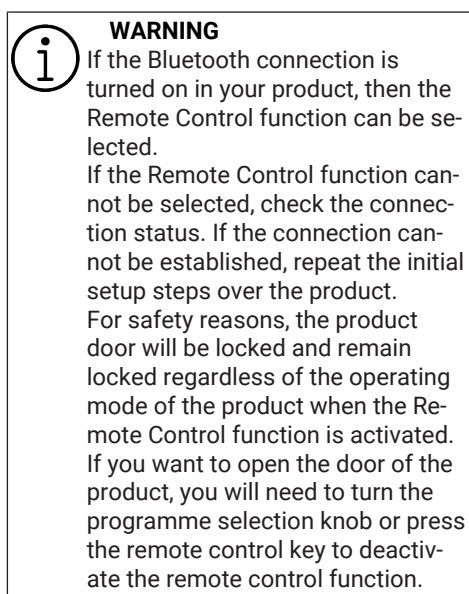 WARNING
If the Bluetooth connection is
turned on in your product, then the
Remote Control function can be se-
lected.
If the Remote Control function can-
not be selected, check the connec-
tion status. If the connection can-
not be established, repeat the initial
setup steps over the product.
For safety reasons, the product
door will be locked and remain
locked regardless of the operating
mode of the product when the Re-
mote Control function is activated.
If you want to open the door of the
product, you will need to turn the
programme selection knob or press
the remote control key to deactiv-
ate the remote control function.